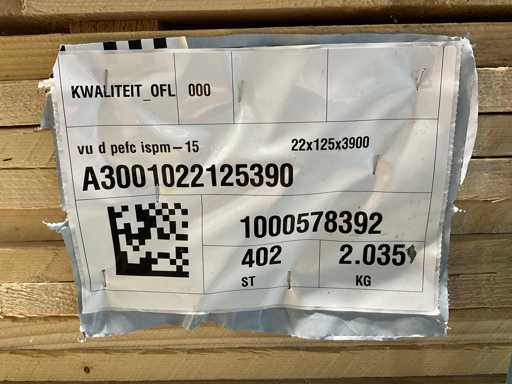 KWALITEIT_OFL 000
vu d pefc ispm-15 22x125x3900
A3001022125390
1000578392
402 2.035
ST KG